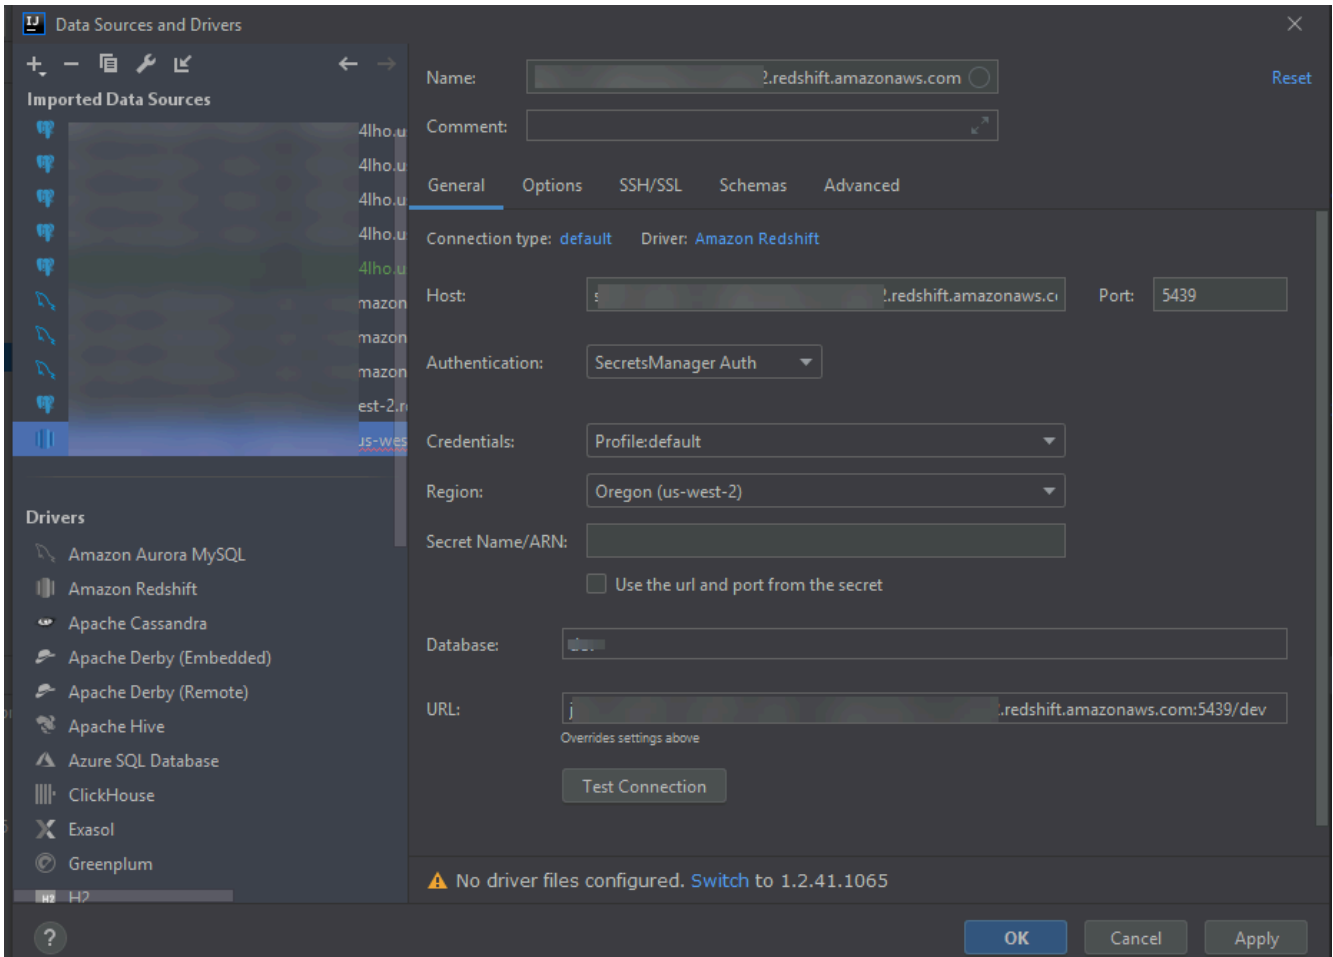 IJ Data Sources and Drivers
Imported Data Sources
4lho.u
4lho.u
4lho.u
4lho.u
4lho.u
mazon
mazon
mazon
est-2.r
us-wes
Drivers
Amazon Aurora MySQL
Amazon Redshift
Apache Cassandra
Apache Derby (Embedded)
Apache Derby (Remote)
Apache Hive
Azure SQL Database
ClickHouse
Exasol
Greenplum
H2 H2
Name: 2.redshift.amazonaws.com Reset
Comment:
General Options SSH/SSL Schemas Advanced
Connection type: default Driver: Amazon Redshift
Host: s .redshift.amazonaws.c Port: 5439
Authentication: SecretsManager Auth
Credentials: Profile:default
Region: Oregon (us-west-2)
Secret Name/ARN:
Use the url and port from the secret
Database:
URL: j .redshift.amazonaws.com:5439/dev
Overrides settings above
Test Connection
No driver files configured. Switch to 1.2.41.1065
? OK Cancel Apply